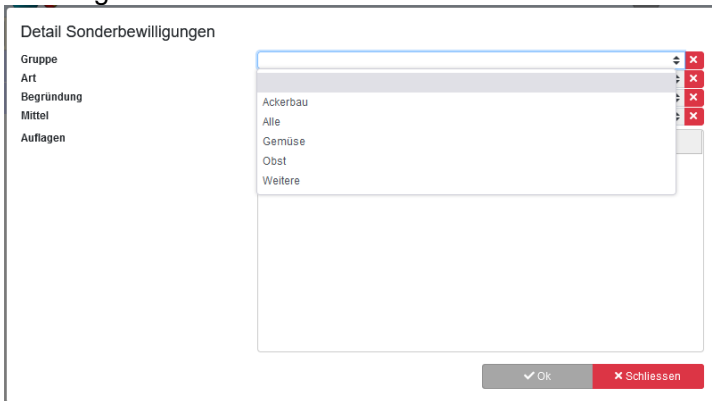 Detail Sonderbewilligungen
Gruppe
Art
Begründung
Mittel
Auflagen
Ackerbau
Alle
Gemüse
Obst
Weitere
Ok
Schliessen